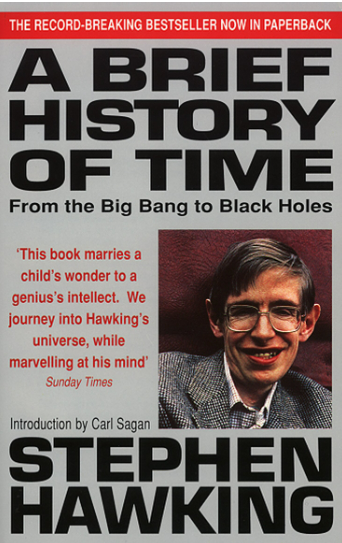 THE RECORD-BREAKING BESTSELLER NOW IN PAPERBACK
A BRIEF
HISTORY
OF TIME
From the Big Bang to Black Holes
‘This book marries a
child’s wonder to a
genius’s intellect. We
journey into Hawking’s
universe, while
marvelling at his mind’
Sunday Times
Introduction by Carl Sagan
STEPHEN
HAWKING